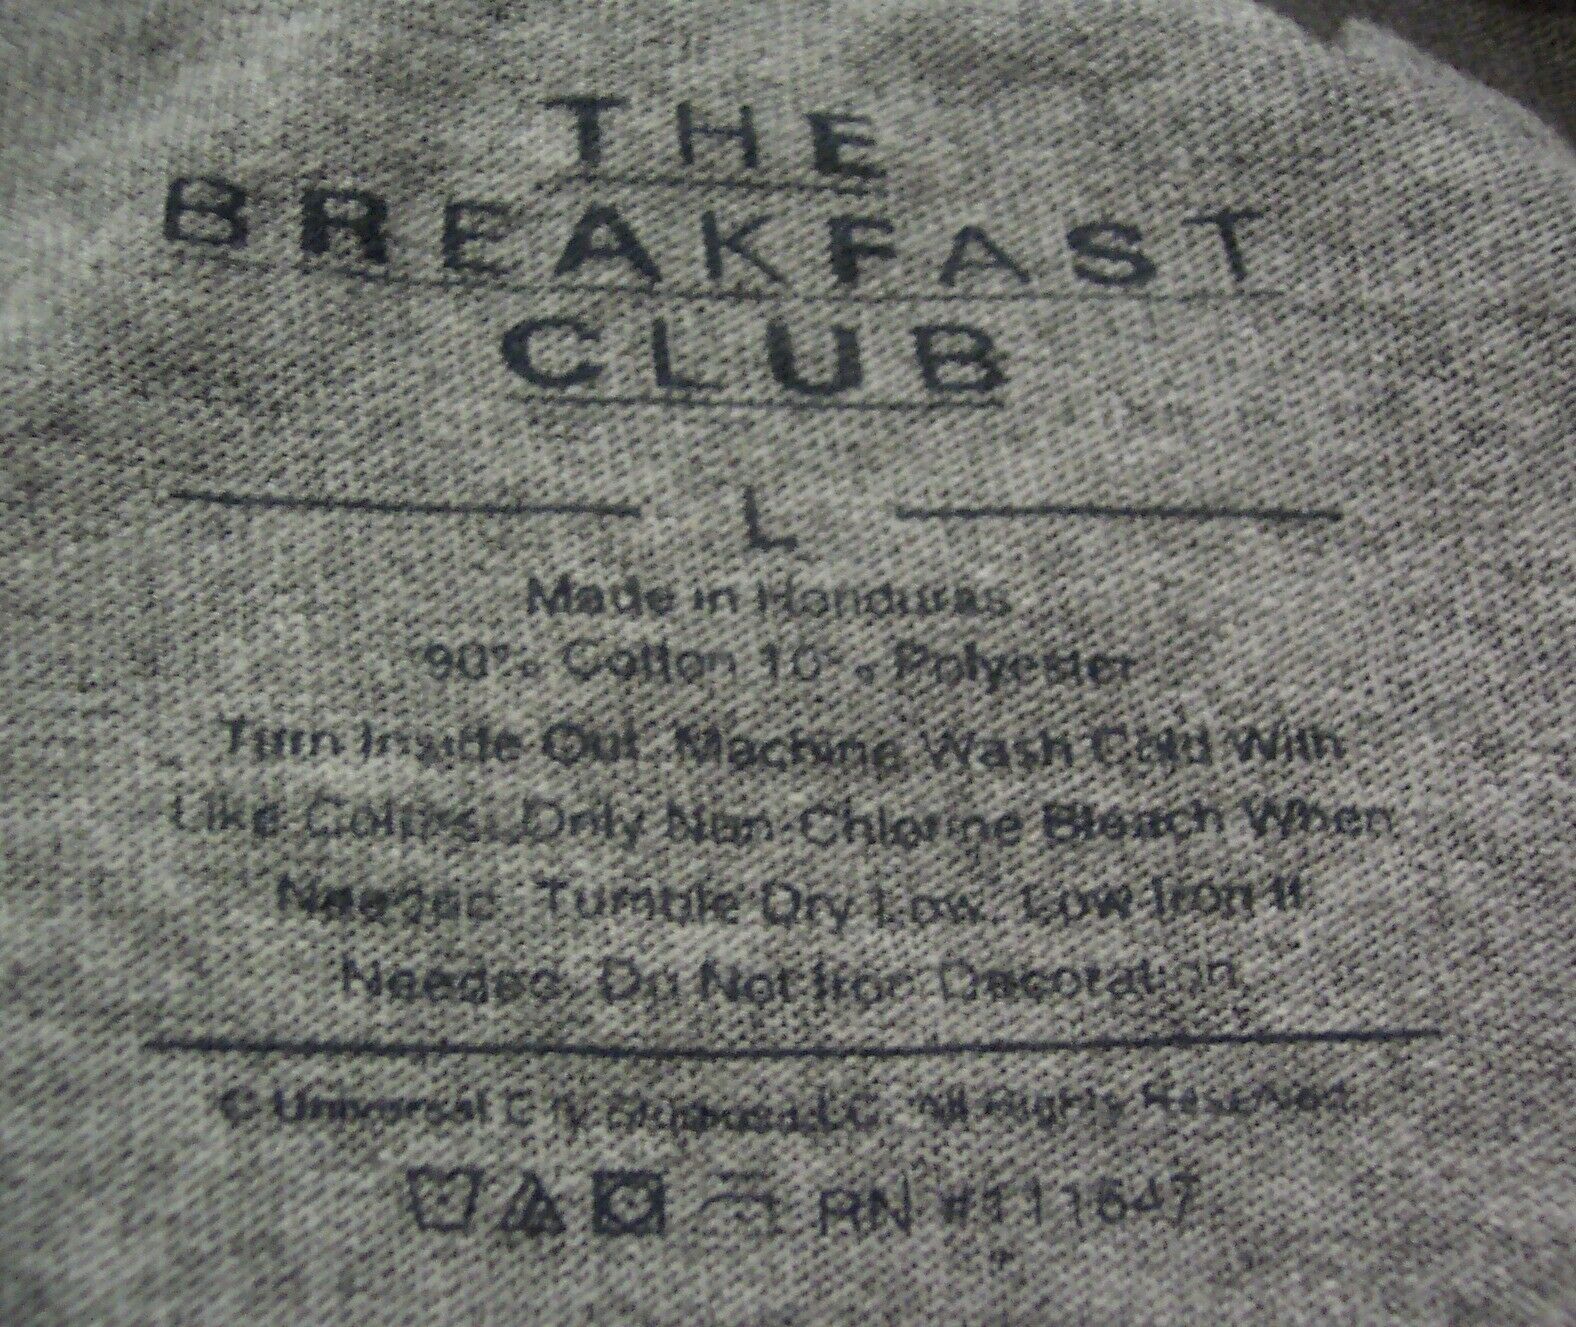 THE
BREAKFAST
CLUB
L
Made in Honduras
90% Cotton 10% Polyester
Turn Inside Out. Machine Wash Cold With
Like Colors. Only Non-Chlorine Bleach When
Needed. Tumble Dry Low. Low Iron If
Needed. Do Not Iron Decoration.
© Universal City Studios LLC. All Rights Reserved.
RN #111647